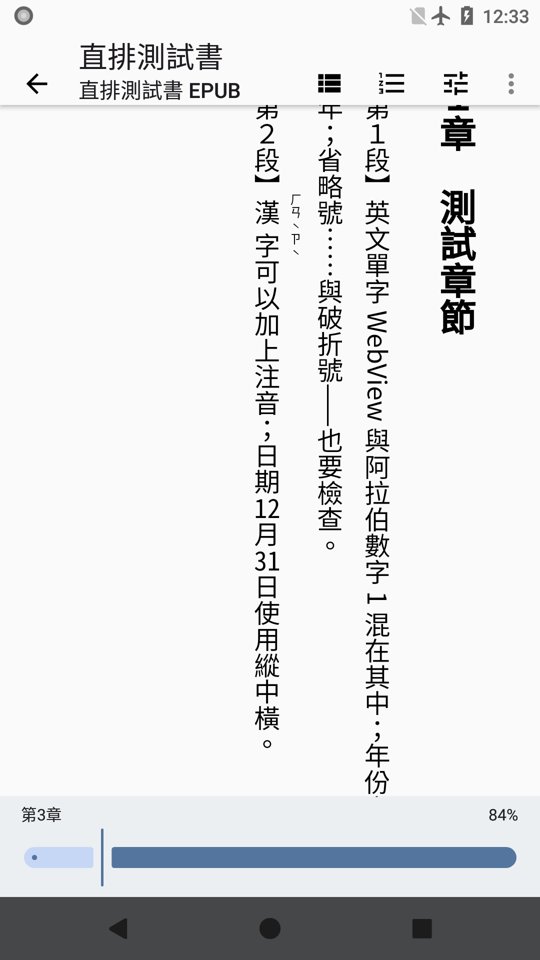 12:33
直排測試書
直排測試書 EPUB
章　測試章節
第1段】英文單字 WebView 與阿拉伯數字 1 混在其中；年份
年；省略號……與破折號——也要檢查。
第2段】漢字可以加上注音；日期12月31日使用縱中橫。
ㄏㄢˋㄗˋ
第3章
84%